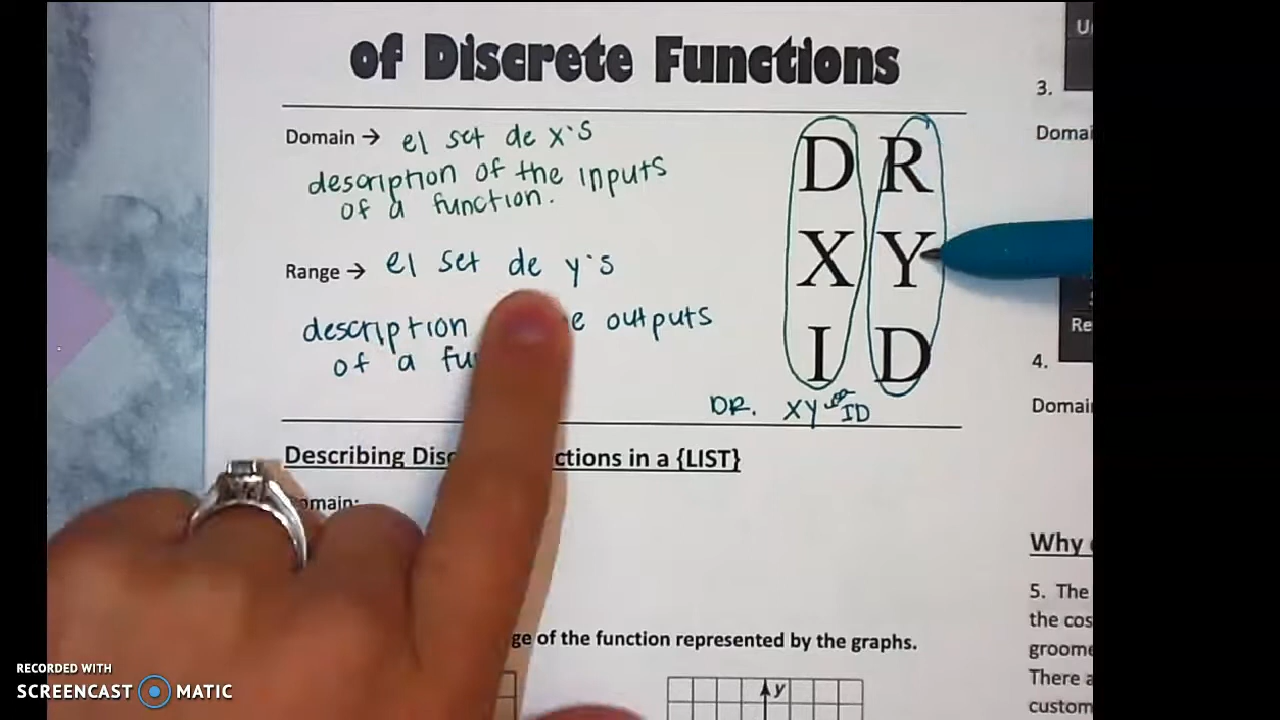 of Discrete Functions
Domain → el set de x's
description of the inputs
of a function.
Range → el set de y's
description e outputs
of a fu
D R
X Y
I D
DR. XY ID
Describing Disc ctions in a {LIST}
omain:
ge of the function represented by the graphs.
y
3.
Domai
Re
4.
Domain
Why
5. The
the cos
groome
There a
custom
RECORDED WITH
SCREENCAST MATIC